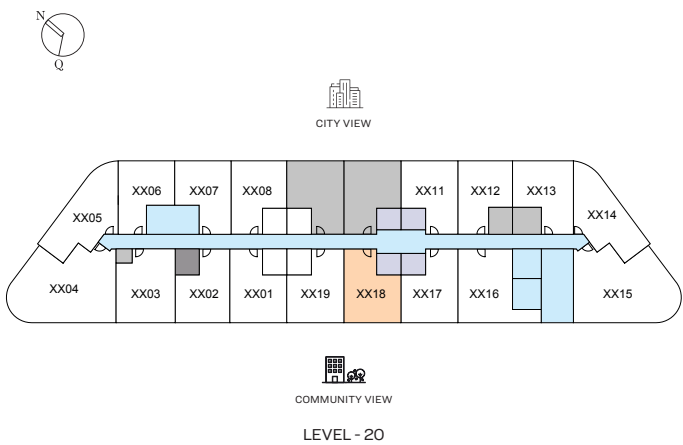 N
Q
CITY VIEW
XX06 XX07 XX08 XX11 XX12 XX13
XX05 XX14
XX04 XX03 XX02 XX01 XX19 XX18 XX17 XX16 XX15
COMMUNITY VIEW
LEVEL - 20